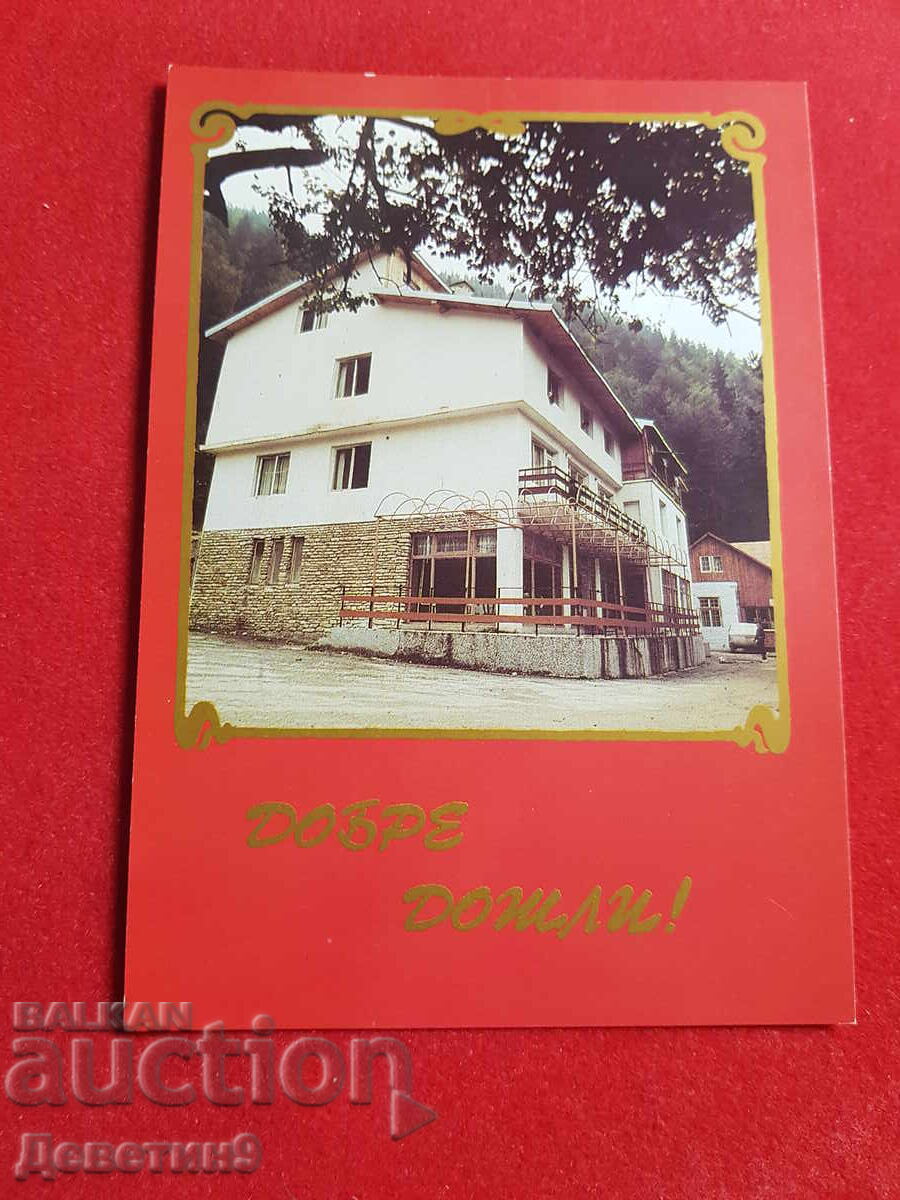 ДОБРЕ
ДОШЛИ!
BALKAN
auction
Деветин9